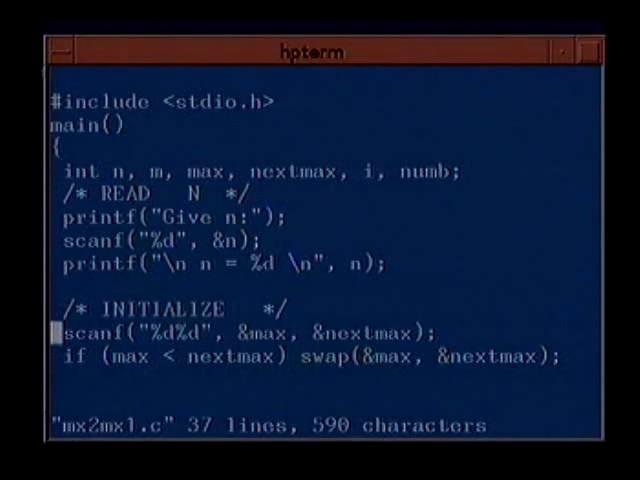 hpterm
#include <stdio.h>
main()
{
int n, m, max, nextmax, i, numb;
/* READ N */
printf("Give n:");
scanf("%d", &n);
printf("\n n = %d \n", n);
/* INITIALIZE */
scanf("%d%d", &max, &nextmax);
if (max < nextmax) swap(&max, &nextmax);
"mx2mx1.c" 37 lines, 590 characters